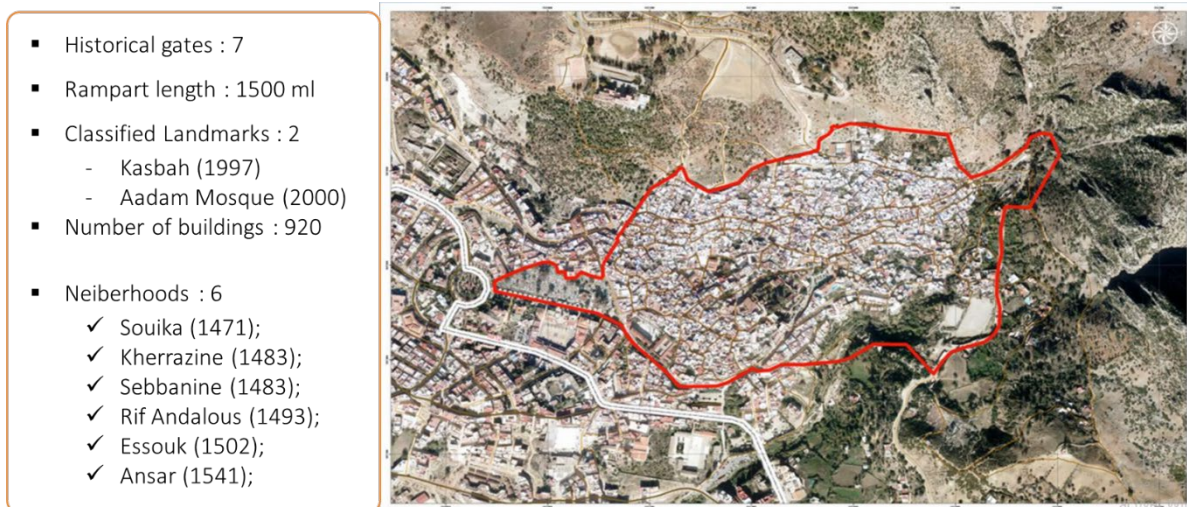 ▪ Historical gates : 7
▪ Rampart length : 1500 ml
▪ Classified Landmarks : 2
- Kasbah (1997)
- Aadam Mosque (2000)
▪ Number of buildings : 920
▪ Neiberhoods : 6
✓ Souika (1471);
✓ Kherrazine (1483);
✓ Sebbanine (1483);
✓ Rif Andalous (1493);
✓ Essouk (1502);
✓ Ansar (1541);